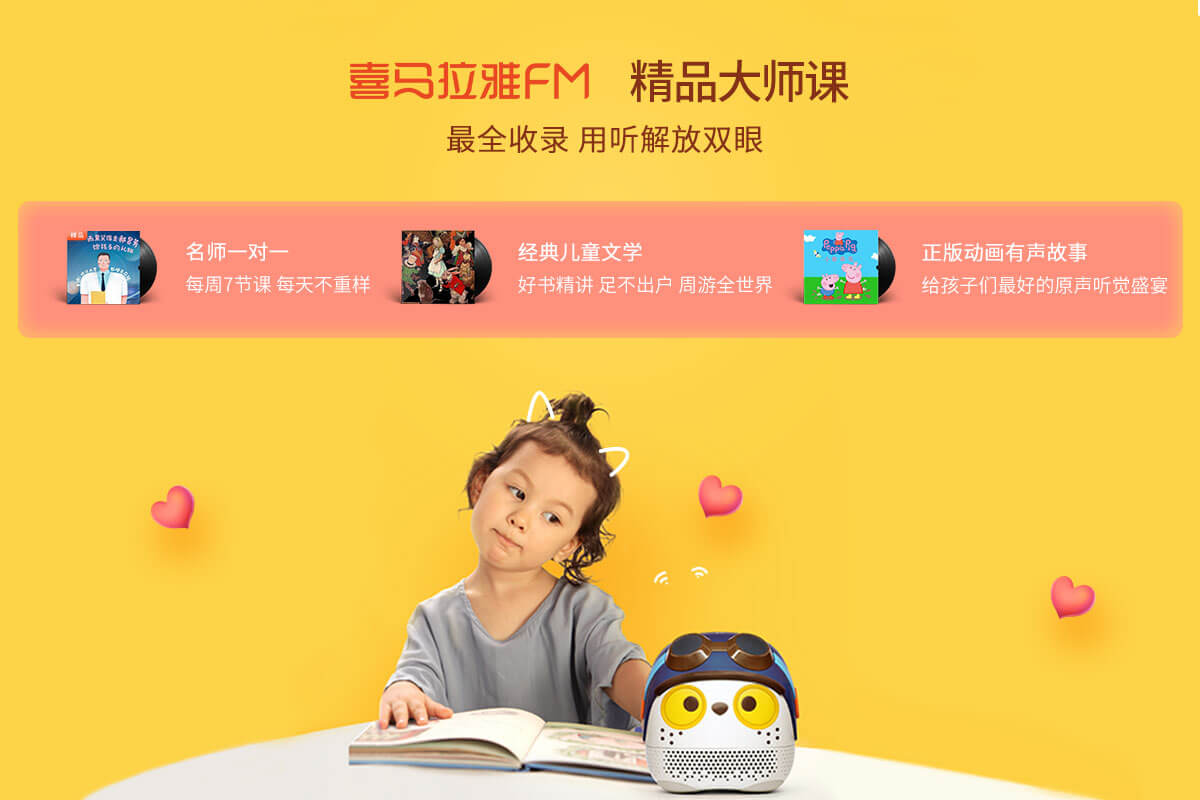 喜马拉雅FM 精品大师课
最全收录 用听解放双眼
精品
名师一对一
每周7节课 每天不重样
经典儿童文学
好书精讲 足不出户 周游全世界
Peppa Pig
正版动画有声故事
给孩子们最好的原声听觉盛宴